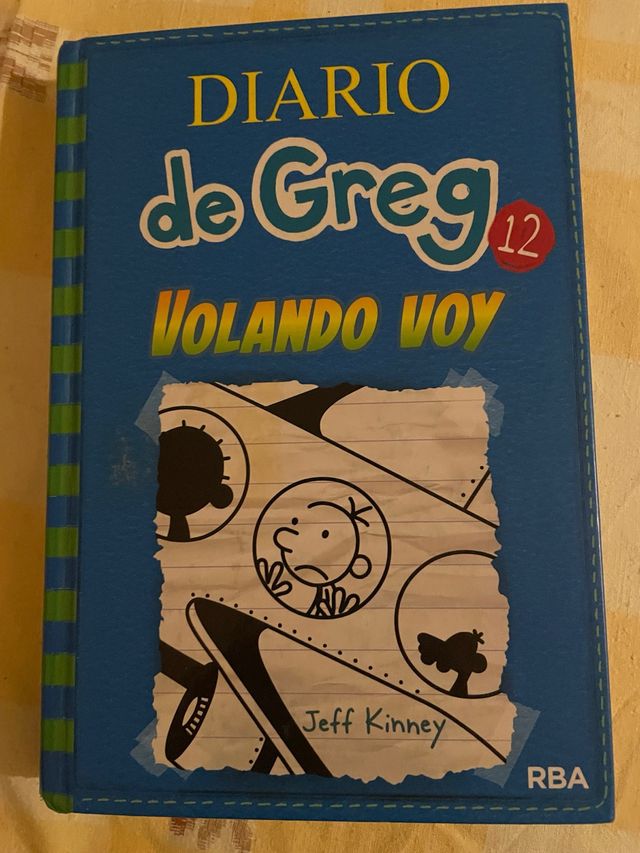 DIARIO
de Greg
12
VOLANDO VOY
Jeff Kinney
RBA